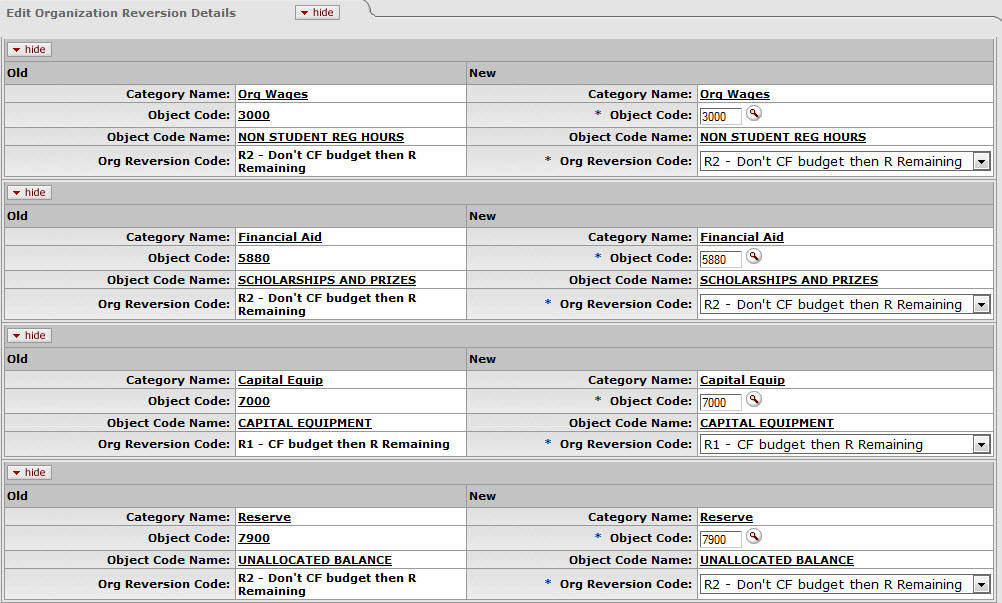 Edit Organization Reversion Details hide
hide
Old New
Category Name: Org Wages Category Name: Org Wages
Object Code: 3000 * Object Code: 3000
Object Code Name: NON STUDENT REG HOURS Object Code Name: NON STUDENT REG HOURS
Org Reversion Code: R2 - Don't CF budget then R Remaining * Org Reversion Code: R2 - Don't CF budget then R Remaining
hide
Old New
Category Name: Financial Aid Category Name: Financial Aid
Object Code: 5880 * Object Code: 5880
Object Code Name: SCHOLARSHIPS AND PRIZES Object Code Name: SCHOLARSHIPS AND PRIZES
Org Reversion Code: R2 - Don't CF budget then R Remaining * Org Reversion Code: R2 - Don't CF budget then R Remaining
hide
Old New
Category Name: Capital Equip Category Name: Capital Equip
Object Code: 7000 * Object Code: 7000
Object Code Name: CAPITAL EQUIPMENT Object Code Name: CAPITAL EQUIPMENT
Org Reversion Code: R1 - CF budget then R Remaining * Org Reversion Code: R1 - CF budget then R Remaining
hide
Old New
Category Name: Reserve Category Name: Reserve
Object Code: 7900 * Object Code: 7900
Object Code Name: UNALLOCATED BALANCE Object Code Name: UNALLOCATED BALANCE
Org Reversion Code: R2 - Don't CF budget then R Remaining * Org Reversion Code: R2 - Don't CF budget then R Remaining